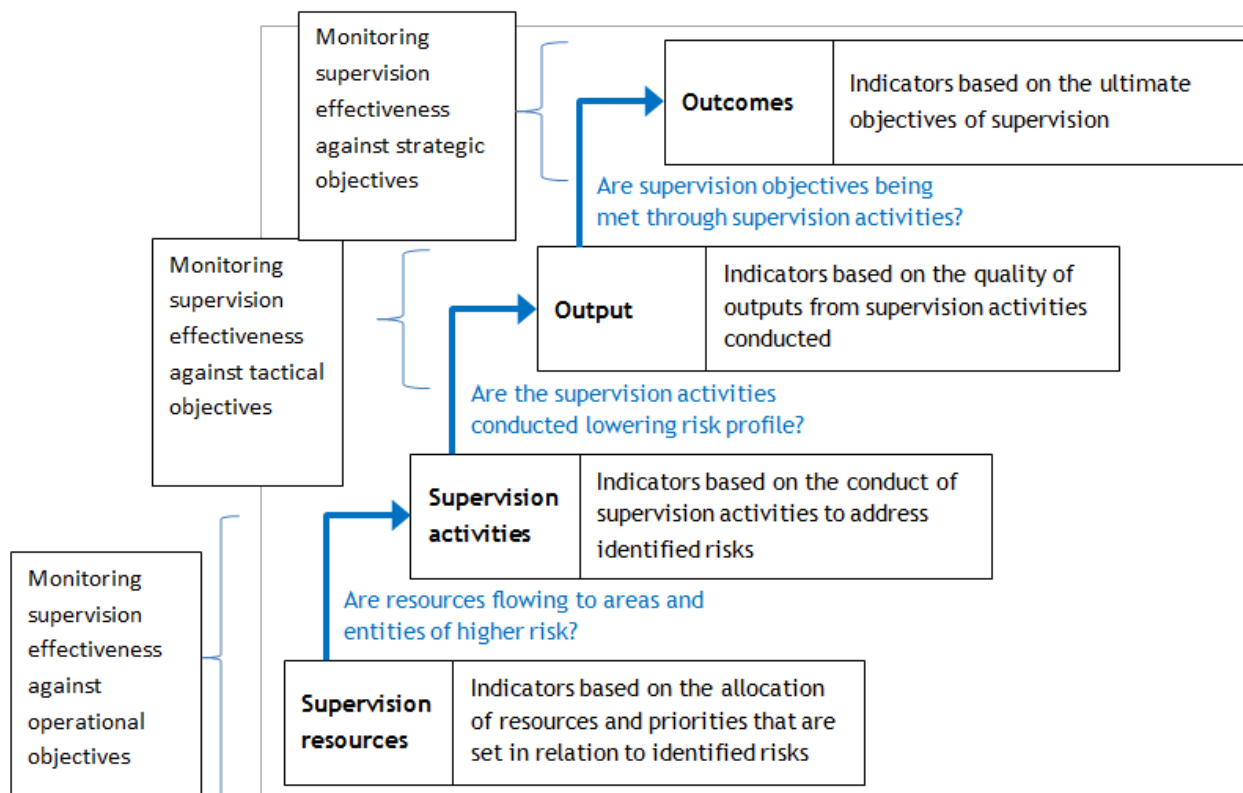 Monitoring
supervision
effectiveness
against strategic
objectives
Outcomes
Indicators based on the ultimate
objectives of supervision
Are supervision objectives being
met through supervision activities?
Monitoring
supervision
effectiveness
against tactical
objectives
Output
Indicators based on the quality of
outputs from supervision activities
conducted
Are the supervision activities
conducted lowering risk profile?
Supervision
activities
Indicators based on the conduct of
supervision activities to address
identified risks
Monitoring
supervision
effectiveness
against
operational
objectives
Are resources flowing to areas and
entities of higher risk?
Supervision
resources
Indicators based on the allocation
of resources and priorities that are
set in relation to identified risks